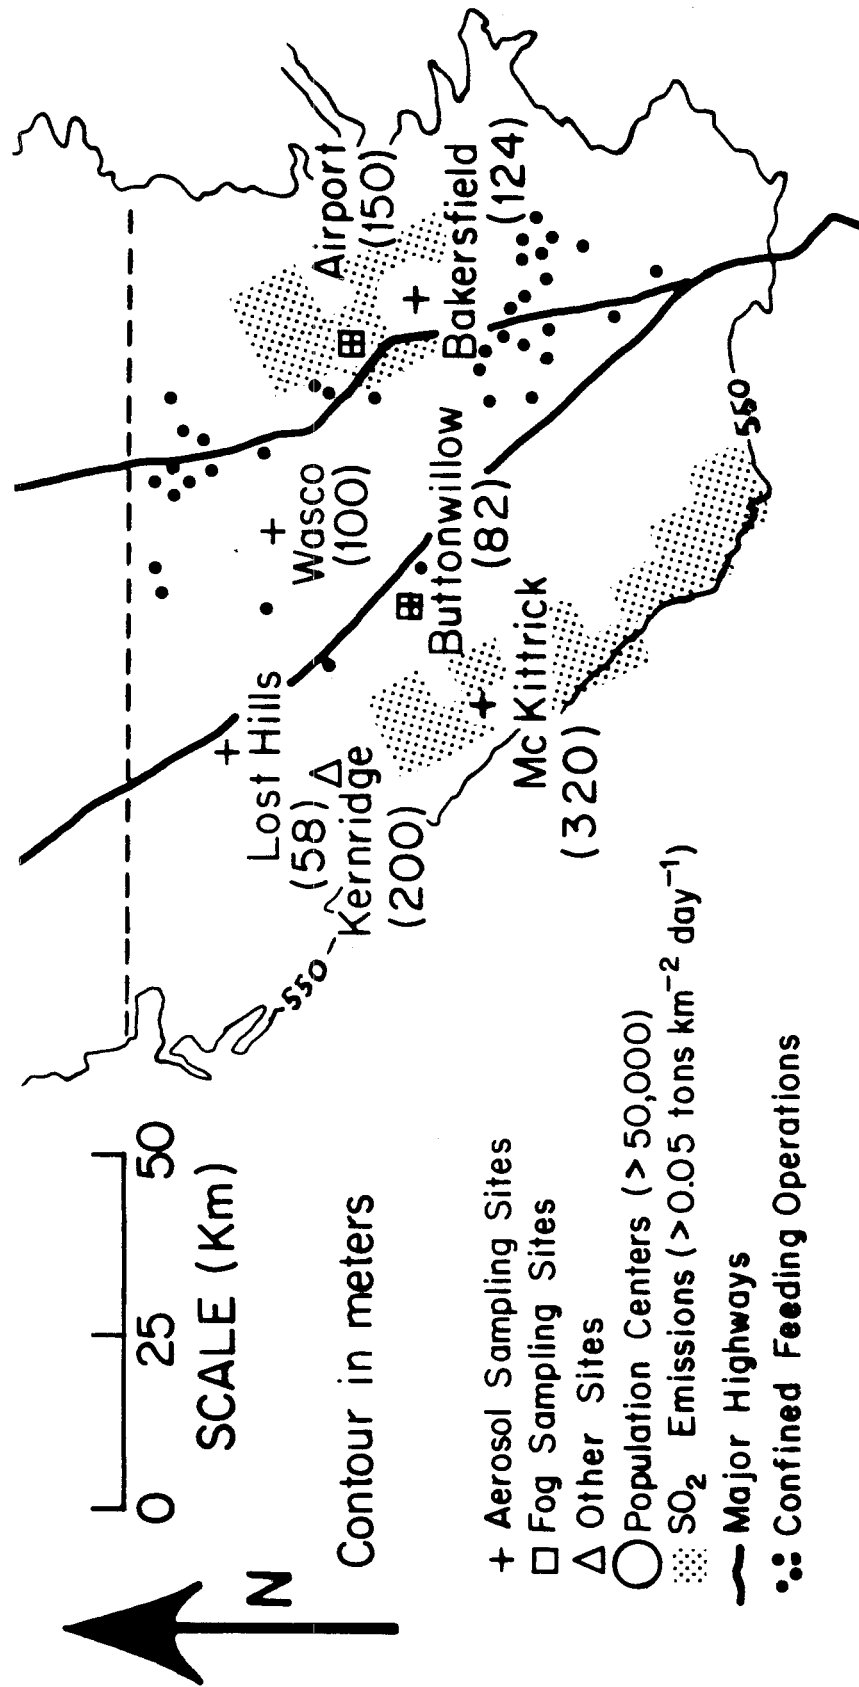 Airport
(150)
Bakersfield
(124)
Wasco
(100)
Buttonwillow
(82)
Lost Hills
(58)
Kernridge
(200)
McKittrick
(320)
550
550
0 25 50
SCALE (Km)
N
Contour in meters
+ Aerosol Sampling Sites
□ Fog Sampling Sites
△ Other Sites
Population Centers (> 50,000)
SO₂ Emissions (> 0.05 tons km⁻² day⁻¹)
Major Highways
Confined Feeding Operations